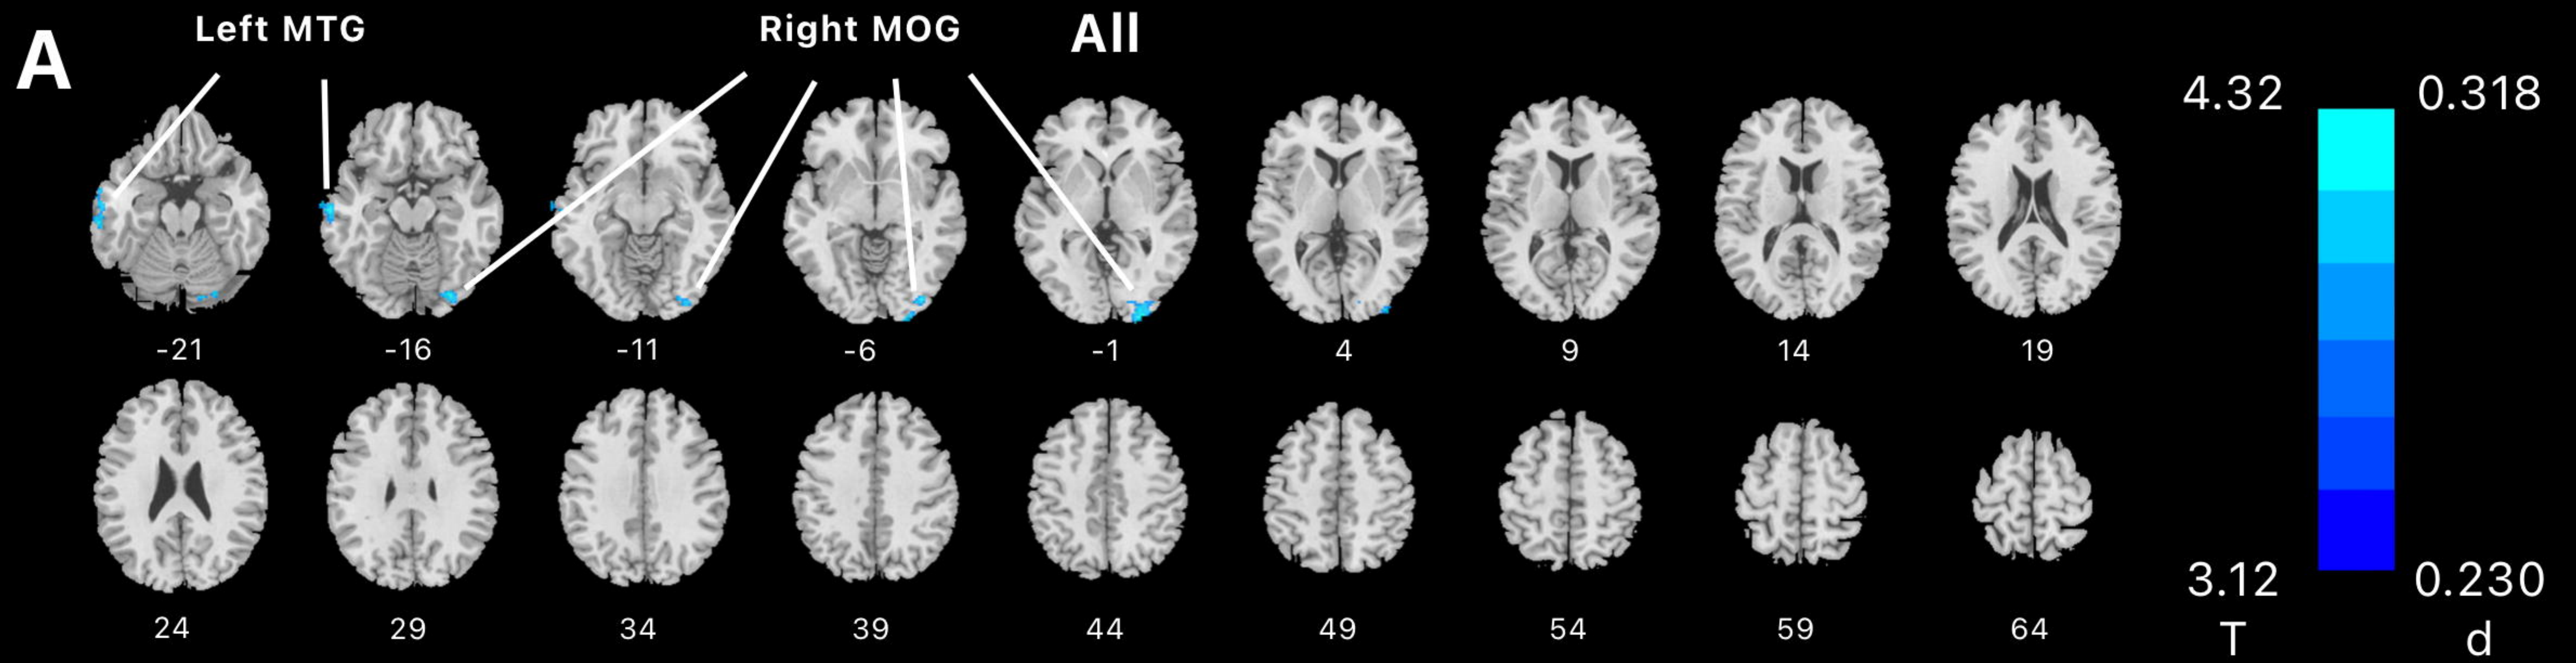 A
Left MTG
Right MOG
All
-21 -16 -11 -6 -1 4 9 14 19
24 29 34 39 44 49 54 59 64
4.32 0.318
3.12 0.230
T d